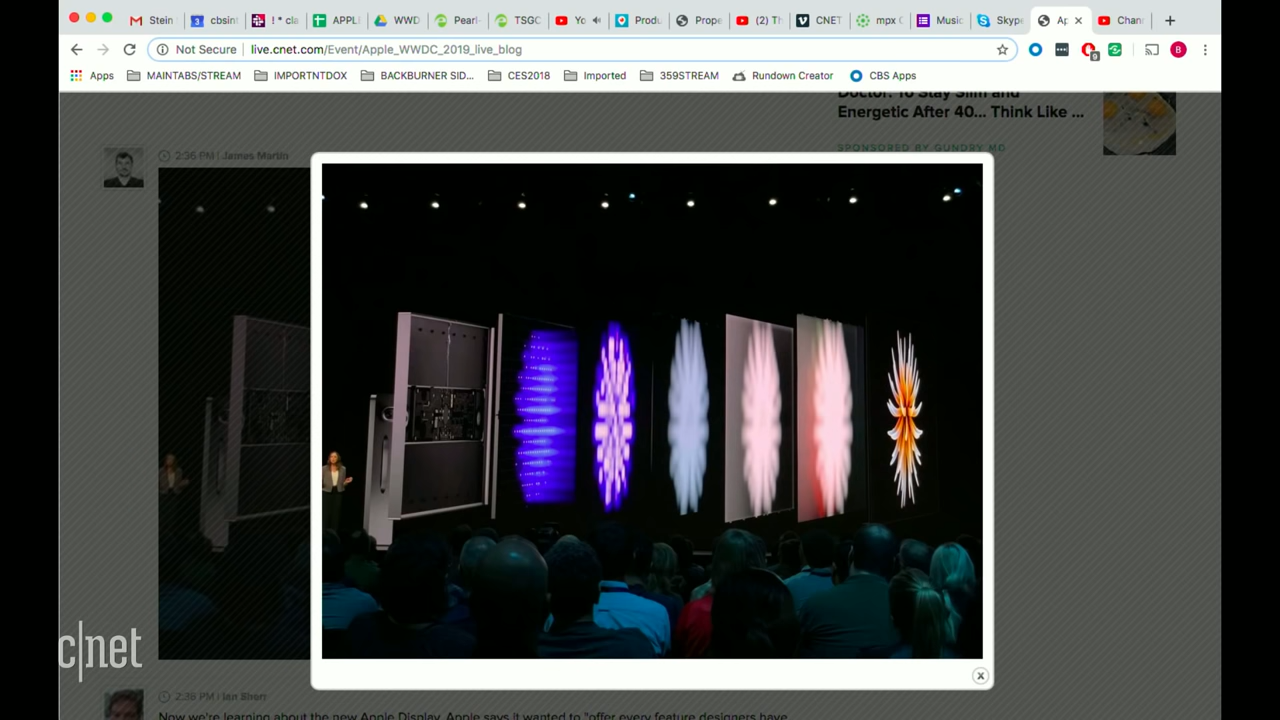 Stein
cbsint
! * cla
APPL
WWD
Pearl-
TSGC
Yo
Produ
Prope
(2) Th
CNET
mpx C
Music
Skype
Ap
Chan
Not Secure
live.cnet.com/Event/Apple_WWDC_2019_live_blog
9
B
Apps
MAINTABS/STREAM
IMPORTNTDOX
BACKBURNER SID...
CES2018
Imported
359STREAM
Rundown Creator
CBS Apps
Doctor: To Stay Slim and
Energetic After 40... Think Like ...
SPONSORED BY GUNDRY MD
2:36 PM | James Martin
c|net
x
2:36 PM | Ian Sherr
Now we're learning about the new Apple Display. Apple says it wanted to "offer every feature designers have